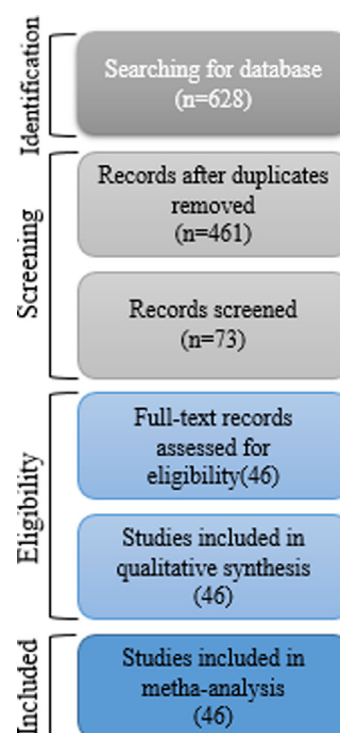 Identification
Searching for database
(n=628)
Screening
Records after duplicates
removed
(n=461)
Records screened
(n=73)
Eligibility
Full-text records
assessed for
eligibility(46)
Studies included in
qualitative synthesis
(46)
Included
Studies included in
metha-analysis
(46)